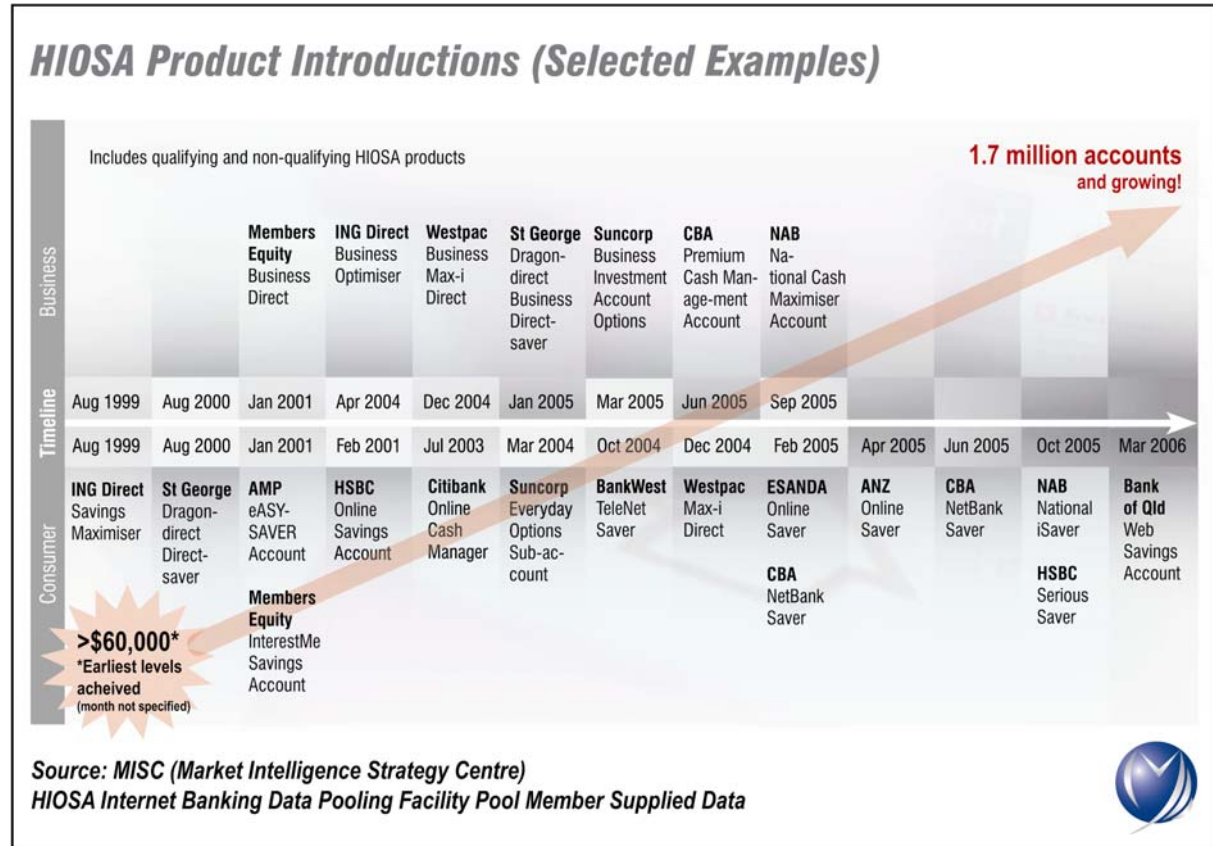 HIOSA Product Introductions (Selected Examples)
Includes qualifying and non-qualifying HIOSA products
1.7 million accounts
and growing!
Business
Members
Equity
Business
Direct
ING Direct
Business
Optimiser
Westpac
Business
Max-i
Direct
St George
Dragon-
direct
Business
Direct-
saver
Suncorp
Business
Investment
Account
Options
CBA
Premium
Cash Man-
age-ment
Account
NAB
Na-
tional Cash
Maximiser
Account
Timeline
Aug 1999 Aug 2000 Jan 2001 Apr 2004 Dec 2004 Jan 2005 Mar 2005 Jun 2005 Sep 2005
Aug 1999 Aug 2000 Jan 2001 Feb 2001 Jul 2003 Mar 2004 Oct 2004 Dec 2004 Feb 2005 Apr 2005 Jun 2005 Oct 2005 Mar 2006
Consumer
ING Direct
Savings
Maximiser
St George
Dragon-
direct
Direct-
saver
AMP
eASY-
SAVER
Account
Members
Equity
InterestMe
Savings
Account
HSBC
Online
Savings
Account
Citibank
Online
Cash
Manager
Suncorp
Everyday
Options
Sub-ac-
count
BankWest
TeleNet
Saver
Westpac
Max-i
Direct
ESANDA
Online
Saver
CBA
NetBank
Saver
ANZ
Online
Saver
CBA
NetBank
Saver
NAB
National
iSaver
HSBC
Serious
Saver
Bank
of Qld
Web
Savings
Account
>$60,000*
*Earliest levels
acheived
(month not specified)
Source: MISC (Market Intelligence Strategy Centre)
HIOSA Internet Banking Data Pooling Facility Pool Member Supplied Data